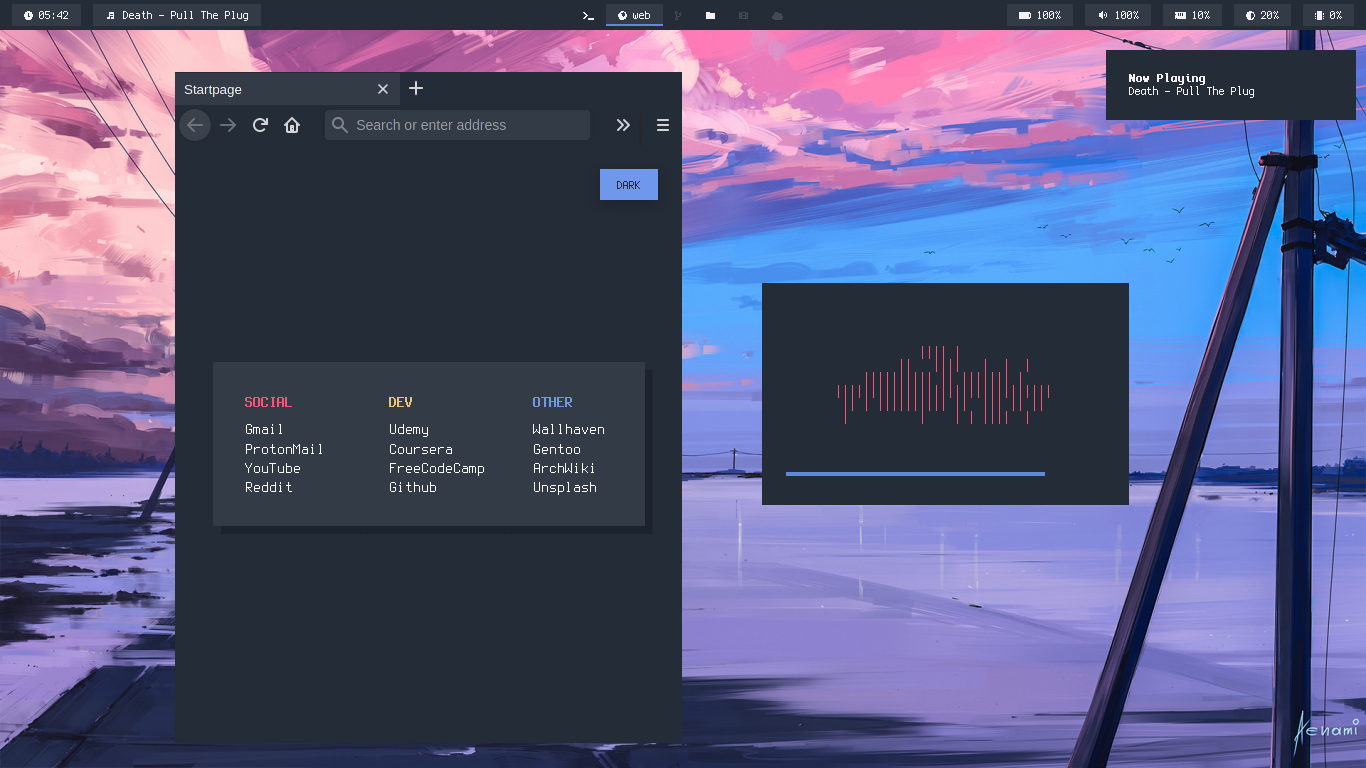 05:42
Death - Pull The Plug
web
100%
100%
10%
20%
0%
Now Playing
Death - Pull The Plug
Startpage
Search or enter address
DARK
SOCIAL
Gmail
ProtonMail
YouTube
Reddit
DEV
Udemy
Coursera
FreeCodeCamp
Github
OTHER
Wallhaven
Gentoo
ArchWiki
Unsplash
Aenami